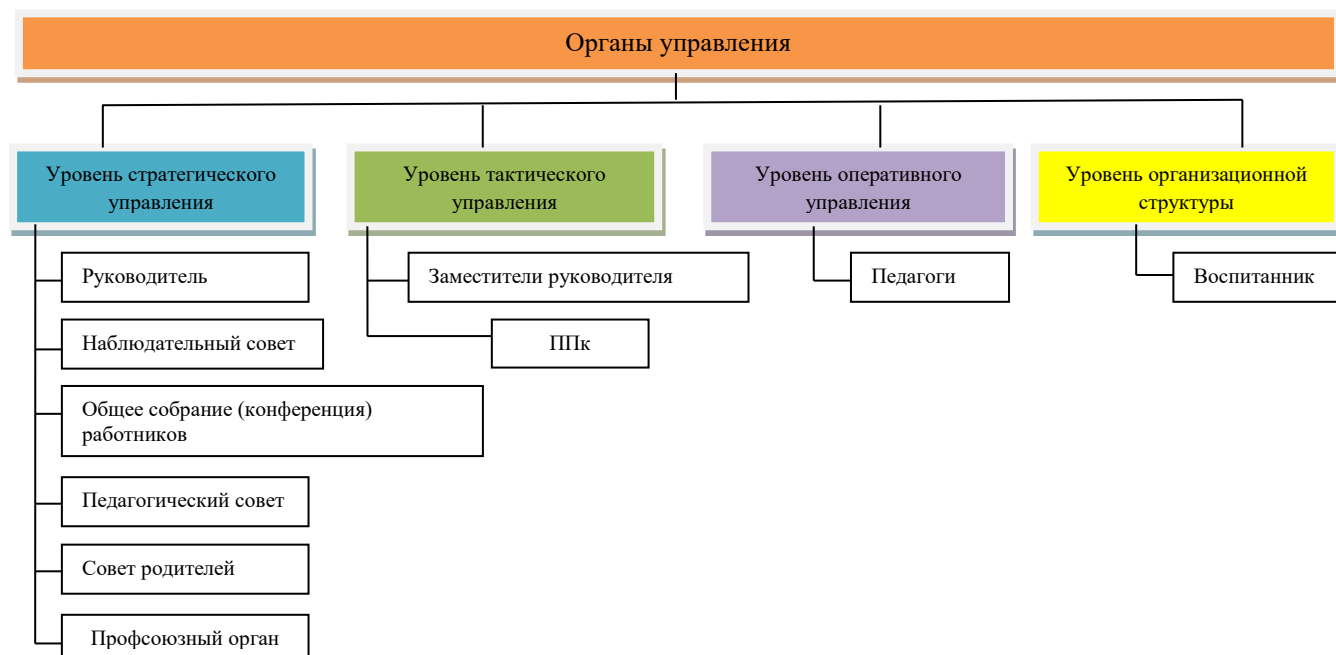 Органы управления
Уровень стратегического
управления
Уровень тактического
управления
Уровень оперативного
управления
Уровень организационной
структуры
Руководитель
Наблюдательный совет
Общее собрание (конференция)
работников
Педагогический совет
Совет родителей
Профсоюзный орган
Заместители руководителя
ППк
Педагоги
Воспитанник